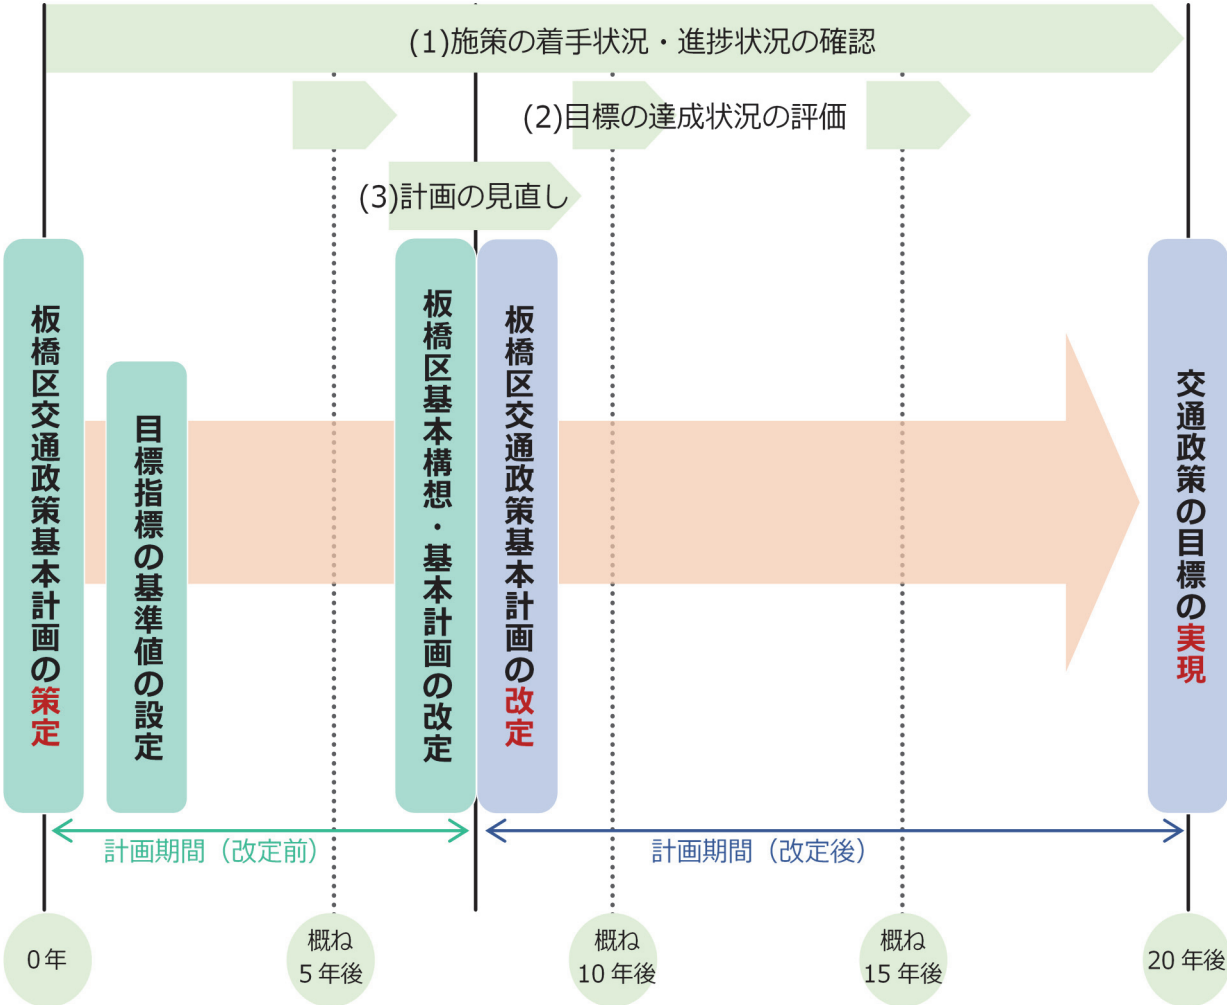 (1)施策の着手状況・進捗状況の確認
(2)目標の達成状況の評価
(3)計画の見直し
板橋区交通政策基本計画の策定
目標指標の基準値の設定
板橋区基本構想・基本計画の改定
板橋区交通政策基本計画の改定
交通政策の目標の実現
計画期間（改定前）
計画期間（改定後）
0年
概ね
5年後
概ね
10年後
概ね
15年後
20年後